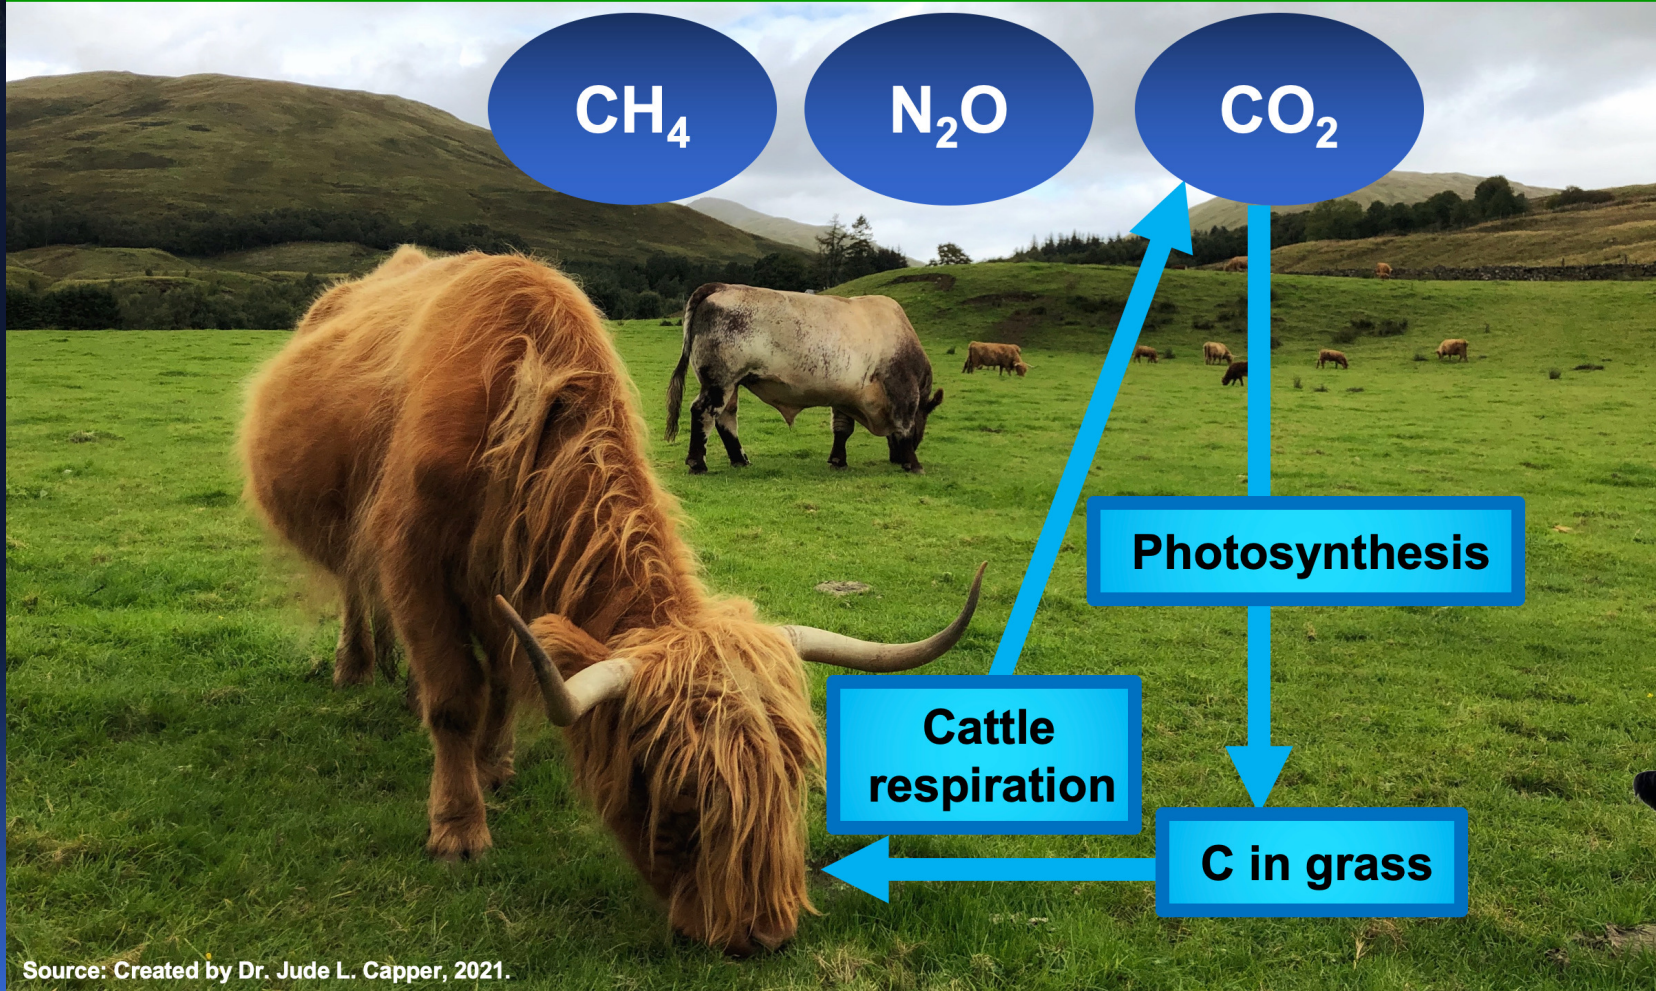 CH₄
N₂O
CO₂
Photosynthesis
Cattle
respiration
C in grass
Source: Created by Dr. Jude L. Capper, 2021.